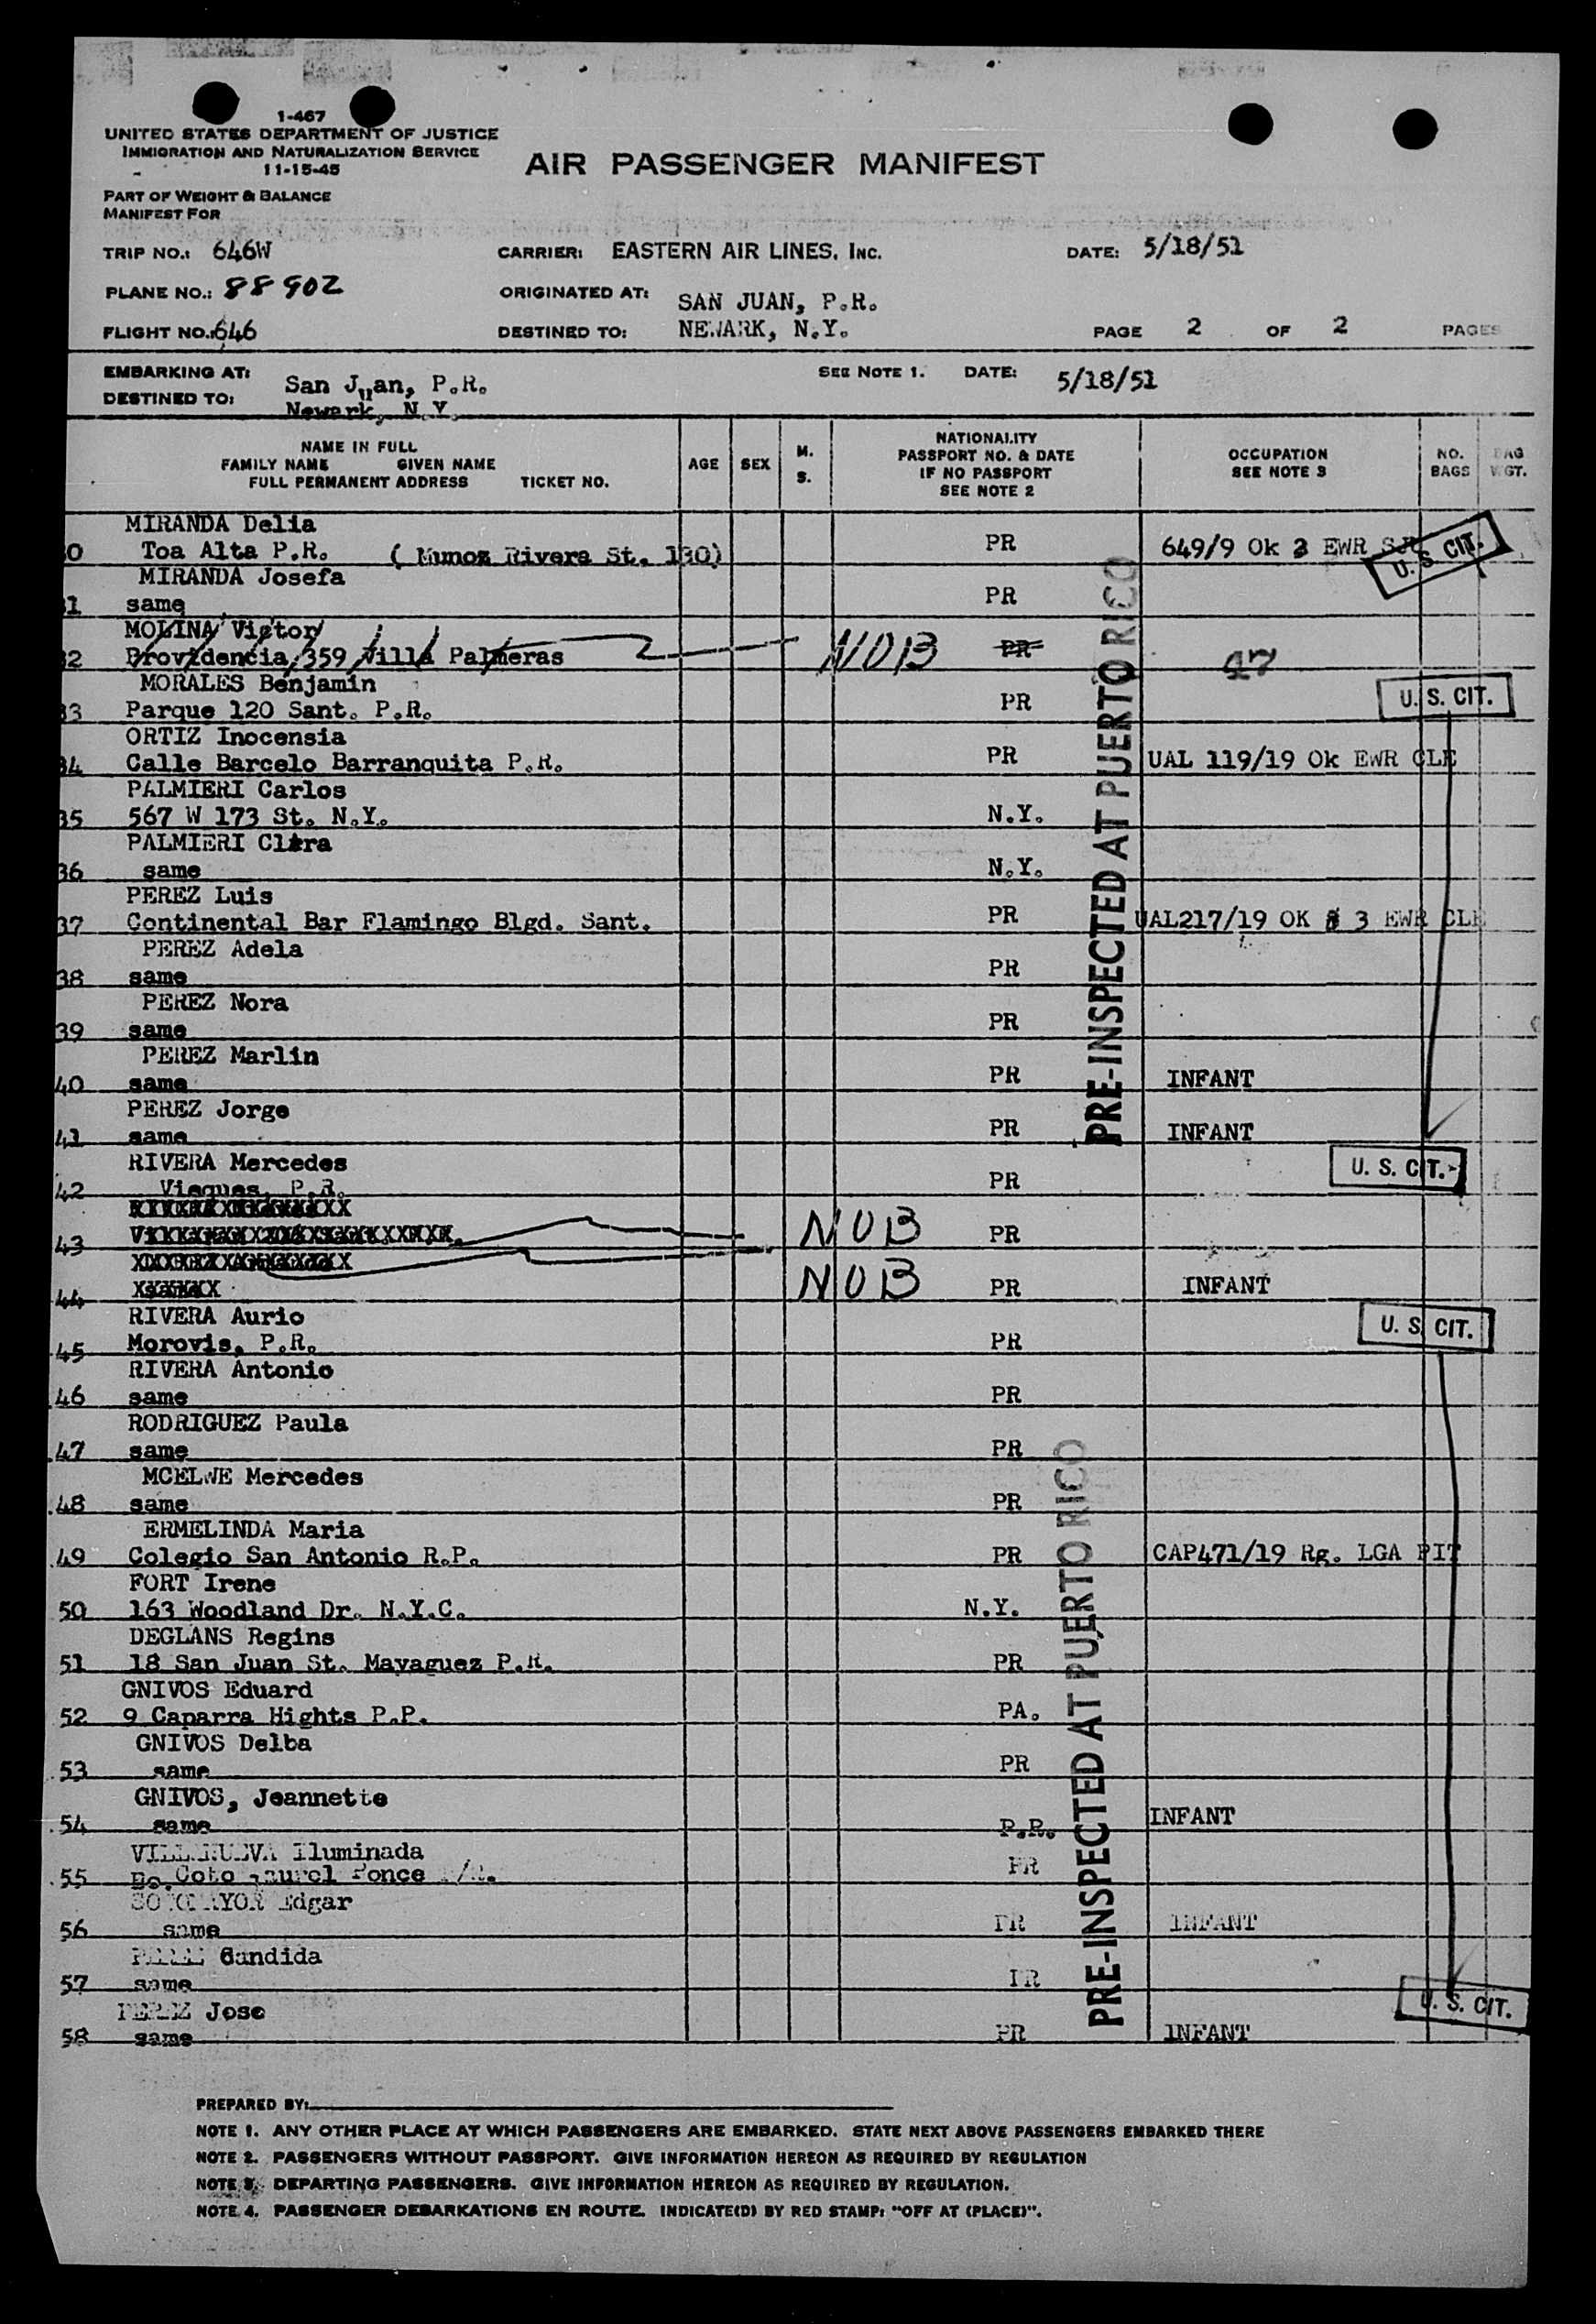 1-467
UNITED STATES DEPARTMENT OF JUSTICE
IMMIGRATION AND NATURALIZATION SERVICE
11-15-45
AIR PASSENGER MANIFEST
PART OF WEIGHT & BALANCE
MANIFEST FOR
TRIP NO.: 646W CARRIER: EASTERN AIR LINES, INC. DATE: 5/18/51
PLANE NO.: 88902 ORIGINATED AT: SAN JUAN, P.R.
FLIGHT NO.: 646 DESTINED TO: NEWARK, N.Y. PAGE 2 OF 2 PAGES
EMBARKING AT: San Juan, P.R. SEE NOTE 1. DATE: 5/18/51
DESTINED TO: Newark, N.Y.
NAME IN FULL
FAMILY NAME GIVEN NAME
FULL PERMANENT ADDRESS TICKET NO.
AGE
SEX
M.
S.
NATIONALITY
PASSPORT NO. & DATE
IF NO PASSPORT
SEE NOTE 2
OCCUPATION
SEE NOTE 3
NO.
BAGS
BAG
WGT.
MIRANDA Delia
0 Toa Alta P.R. ( Munoz Rivera St. 130) PR 649/9 Ok 3 EWR SJU
U. S. CIT.
MIRANDA Josefa
1 same PR
MOLINA Victor
2 Providencia 359 Villa Palmeras NOB PR 27
MORALES Benjamin
33 Parque 120 Sant. P.R. PR
U. S. CIT.
ORTIZ Inocensia
34 Calle Barcelo Barranquita P.R. PR UAL 119/19 Ok EWR CLE
PALMIERI Carlos
35 567 W 173 St. N.Y. N.Y.
PALMIERI Clara
36 same N.Y.
PEREZ Luis
37 Continental Bar Flamingo Blgd. Sant. PR UAL217/19 OK 3 EWR CLE
PEREZ Adela
38 same PR
PEREZ Nora
39 same PR
PEREZ Marlin
40 same PR INFANT
PEREZ Jorge
41 same PR INFANT
PRE-INSPECTED AT PUERTO RICO
RIVERA Mercedes
42 Vieques, P.R. PR
U. S. CIT.
43 NOB PR
44 NOB PR INFANT
RIVERA Aurio
45 Morovis, P.R. PR
U. S. CIT.
RIVERA Antonio
46 same PR
RODRIGUEZ Paula
47 same PR
MCELWE Mercedes
48 same PR
ERMELINDA Maria
49 Colegio San Antonio R.P. PR CAP471/19 Rg. LGA PIT
FORT Irene
50 163 Woodland Dr. N.Y.C. N.Y.
DEGLANS Regins
51 18 San Juan St. Mayaguez P.R. PR
GNIVOS Eduard
52 9 Caparra Hights P.P. PA.
GNIVOS Delba
53 same PR
GNIVOS, Jeannette
54 same P.R. INFANT
VILLANUEVA Iluminada
55 Bo. Coto Laurel Ponce P/R. PR
SOTOMAYOR Edgar
56 same PR INFANT
PEREZ Candida
57 same PR
PEREZ Jose
58 same PR INFANT
U. S. CIT.
PRE-INSPECTED AT PUERTO RICO
PREPARED BY:
NOTE 1. ANY OTHER PLACE AT WHICH PASSENGERS ARE EMBARKED. STATE NEXT ABOVE PASSENGERS EMBARKED THERE
NOTE 2. PASSENGERS WITHOUT PASSPORT. GIVE INFORMATION HEREON AS REQUIRED BY REGULATION
NOTE 3. DEPARTING PASSENGERS. GIVE INFORMATION HEREON AS REQUIRED BY REGULATION.
NOTE 4. PASSENGER DEBARKATIONS EN ROUTE. INDICATE(D) BY RED STAMP: "OFF AT (PLACE)".